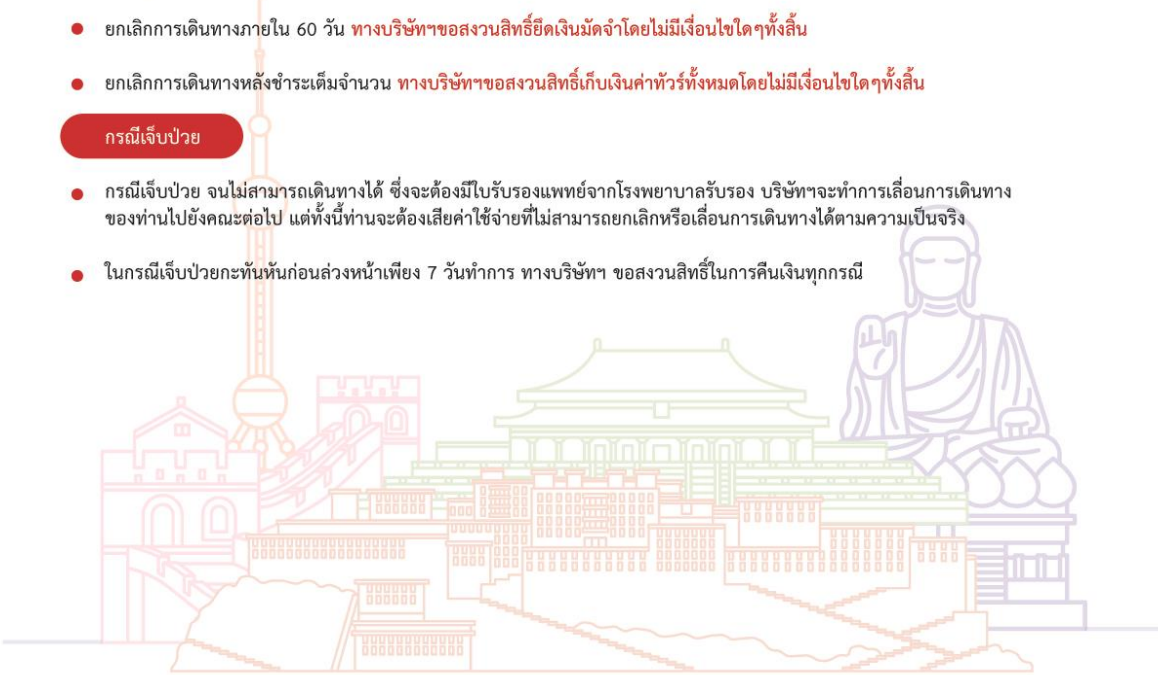 ยกเลิกการเดินทางภายใน 60 วัน ทางบริษัทฯขอสงวนสิทธิ์ยึดเงินมัดจำโดยไม่มีเงื่อนไขใดๆทั้งสิ้น
ยกเลิกการเดินทางหลังชำระเต็มจำนวน ทางบริษัทฯขอสงวนสิทธิ์เก็บเงินค่าทัวร์ทั้งหมดโดยไม่มีเงื่อนไขใดๆทั้งสิ้น
กรณีเจ็บป่วย
กรณีเจ็บป่วย จนไม่สามารถเดินทางได้ ซึ่งจะต้องมีใบรับรองแพทย์จากโรงพยาบาลรับรอง บริษัทฯจะทำการเลื่อนการเดินทาง
ของท่านไปยังคณะต่อไป แต่ทั้งนี้ท่านจะต้องเสียค่าใช้จ่ายที่ไม่สามารถยกเลิกหรือเลื่อนการเดินทางได้ตามความเป็นจริง
ในกรณีเจ็บป่วยกะทันหันก่อนล่วงหน้าเพียง 7 วันทำการ ทางบริษัทฯ ขอสงวนสิทธิ์ในการคืนเงินทุกกรณี